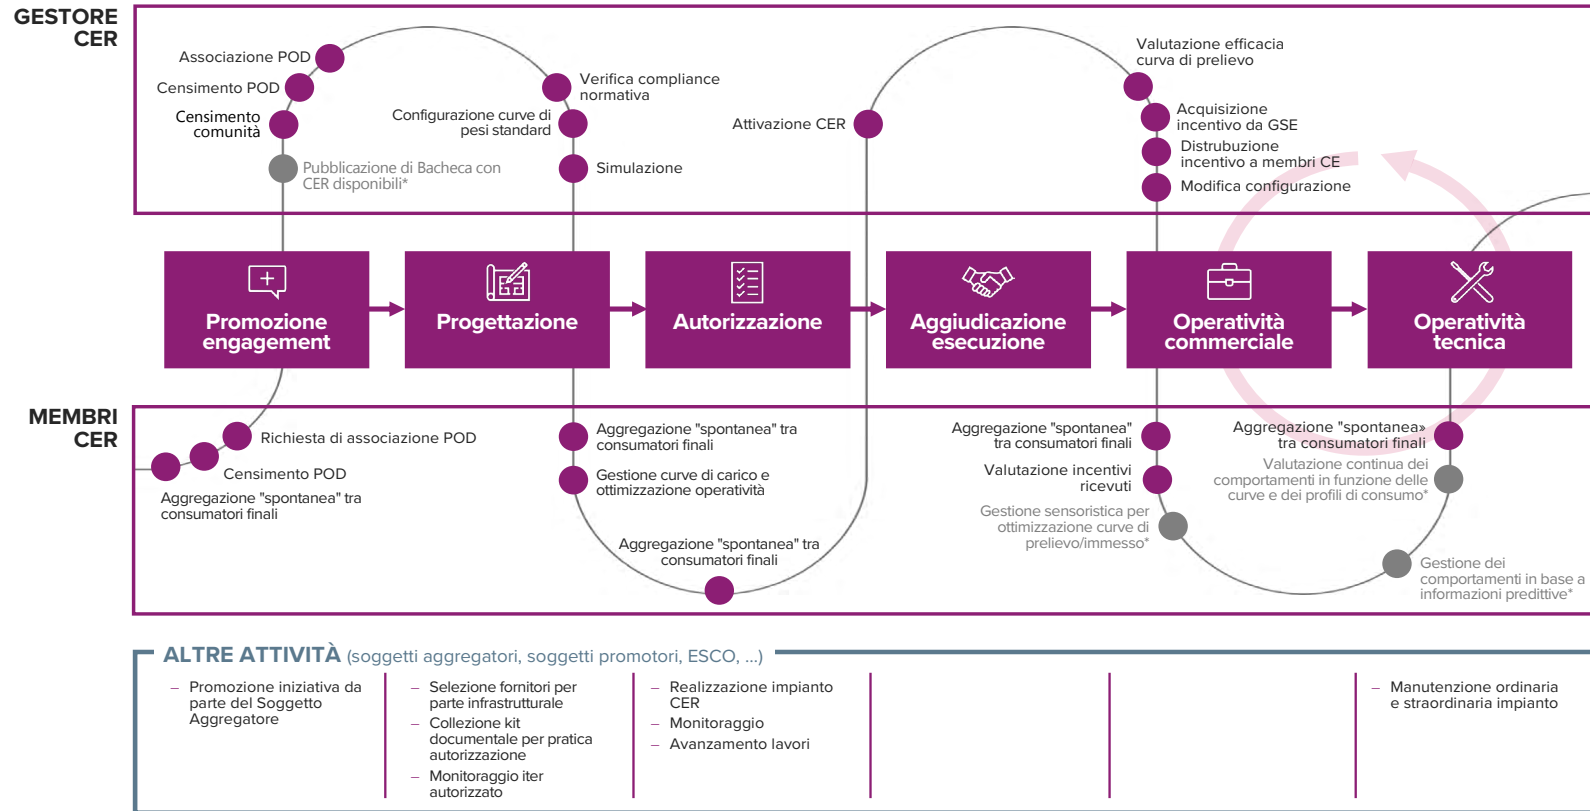 GESTORE
CER
Associazione POD
Censimento POD
Censimento
comunità
Pubblicazione di Bacheca con
CER disponibili*
Verifica compliance
normativa
Configurazione curve di
pesi standard
Simulazione
Attivazione CER
Valutazione efficacia
curva di prelievo
Acquisizione
incentivo da GSE
Distrubuzione
incentivo a membri CE
Modifica configurazione
Promozione
engagement
Progettazione
Autorizzazione
Aggiudicazione
esecuzione
Operatività
commerciale
Operatività
tecnica
MEMBRI
CER
Richiesta di associazione POD
Censimento POD
Aggregazione "spontanea" tra
consumatori finali
Aggregazione "spontanea" tra
consumatori finali
Gestione curve di carico e
ottimizzazione operatività
Aggregazione "spontanea" tra
consumatori finali
Aggregazione "spontanea"
tra consumatori finali
Valutazione incentivi
ricevuti
Gestione sensoristica per
ottimizzazione curve di
prelievo/immesso*
Aggregazione "spontanea»
tra consumatori finali
Valutazione continua dei
comportamenti in funzione delle
curve e dei profili di consumo*
Gestione dei
comportamenti in base a
informazioni predittive*
ALTRE ATTIVITÀ (soggetti aggregatori, soggetti promotori, ESCO, ...)
– Promozione iniziativa da
parte del Soggetto
Aggregatore
– Selezione fornitori per
parte infrastrutturale
– Collezione kit
documentale per pratica
autorizzazione
– Monitoraggio iter
autorizzato
– Realizzazione impianto
CER
– Monitoraggio
– Avanzamento lavori
– Manutenzione ordinaria
e straordinaria impianto